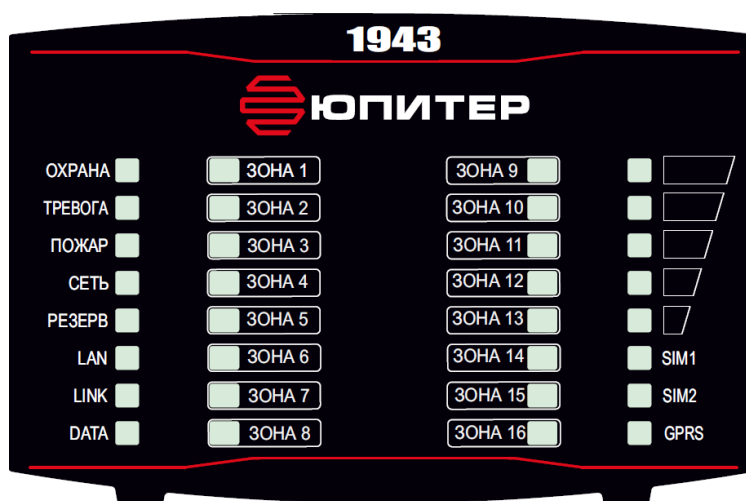 1943
ЮПИТЕР
ОХРАНА ЗОНА 1 ЗОНА 9
ТРЕВОГА ЗОНА 2 ЗОНА 10
ПОЖАР ЗОНА 3 ЗОНА 11
СЕТЬ ЗОНА 4 ЗОНА 12
РЕЗЕРВ ЗОНА 5 ЗОНА 13
LAN ЗОНА 6 ЗОНА 14 SIM1
LINK ЗОНА 7 ЗОНА 15 SIM2
DATA ЗОНА 8 ЗОНА 16 GPRS